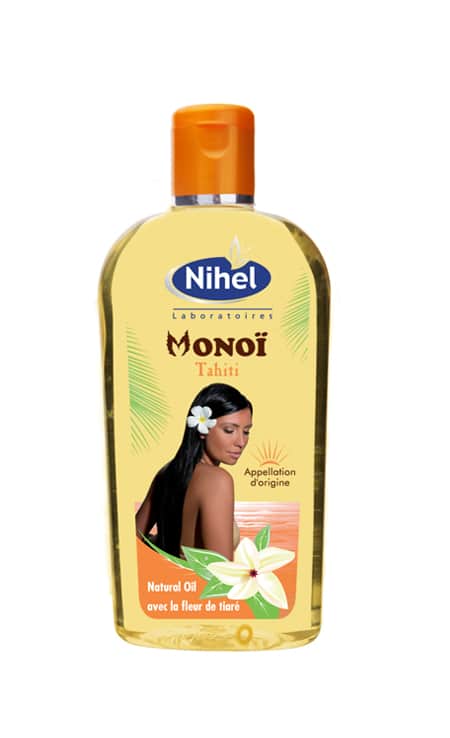 Nihel
Laboratoires
Monoï
Tahiti
Appellation
d'origine
Natural Oil
avec la fleur de tiaré